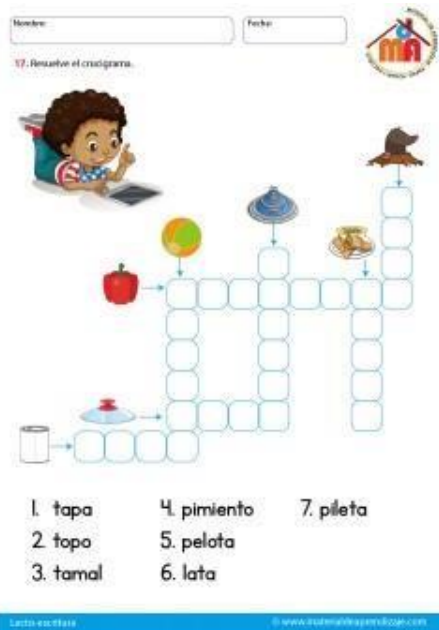 Nombre:
Fecha:
17. Resuelve el crucigrama.
mA
1. tapa
4. pimiento
7. pileta
2. topo
5. pelota
3. tamal
6. lata
Lecto-escritura
© www.materialdeaprendizaje.com